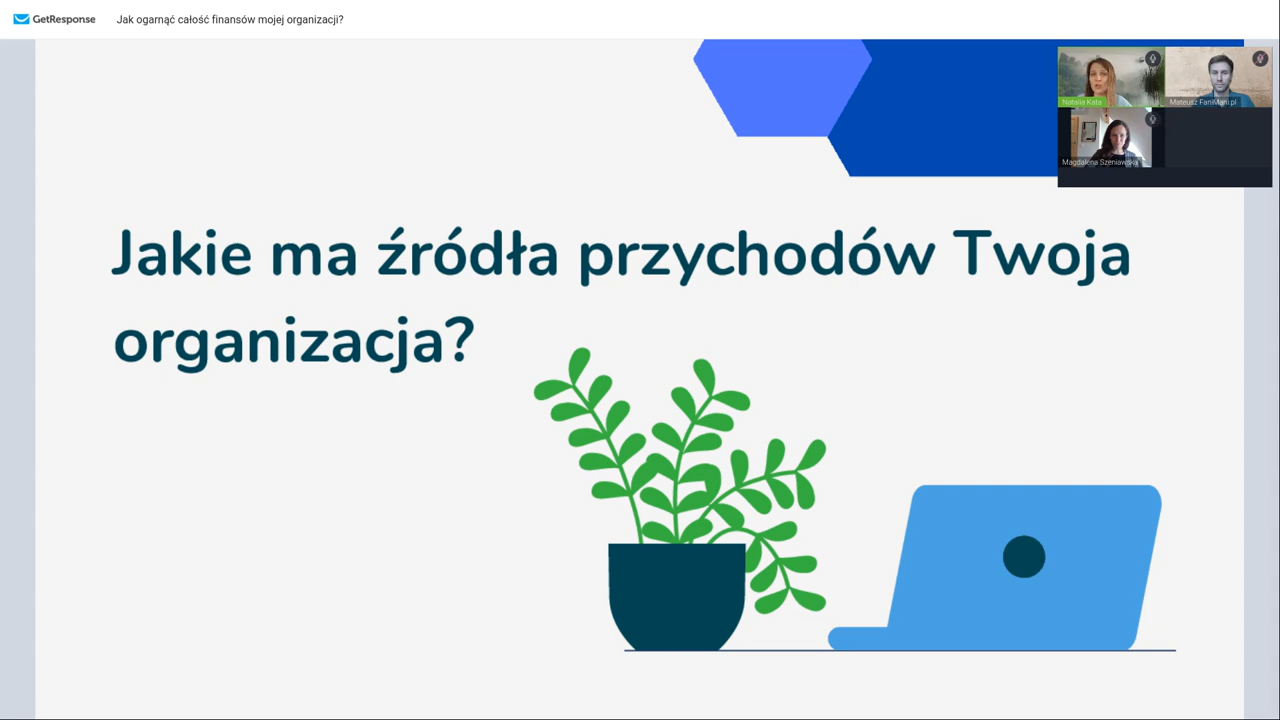 GetResponse
Jak ogarnąć całość finansów mojej organizacji?
Natalia Kata
Mateusz FaniMani.pl
Magdalena Szeniawska
Jakie ma źródła przychodów Twoja
organizacja?